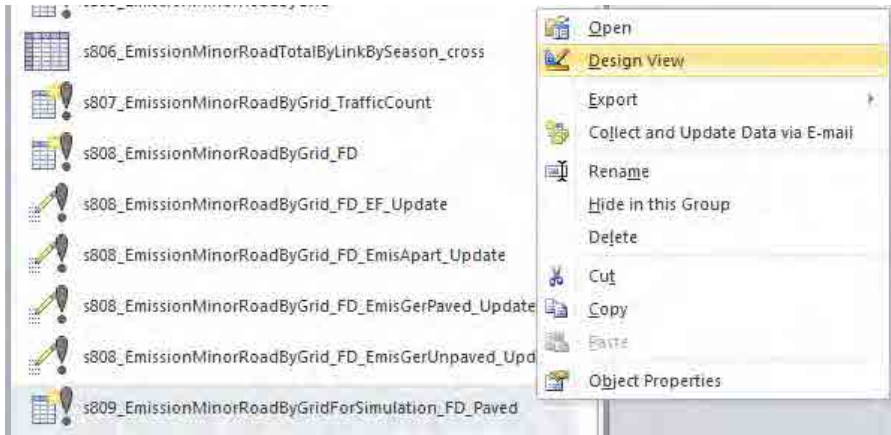 s806_EmissionMinorRoadTotalByLinkBySeason_cross
s807_EmissionMinorRoadByGrid_TrafficCount
s808_EmissionMinorRoadByGrid_FD
s808_EmissionMinorRoadByGrid_FD_EF_Update
s808_EmissionMinorRoadByGrid_FD_EmisApart_Update
s808_EmissionMinorRoadByGrid_FD_EmisGerPaved_Update
s808_EmissionMinorRoadByGrid_FD_EmisGerUnpaved_Upd
s809_EmissionMinorRoadByGridForSimulation_FD_Paved
Open
Design View
Export
Collect and Update Data via E-mail
Rename
Hide in this Group
Delete
Cut
Copy
Paste
Object Properties